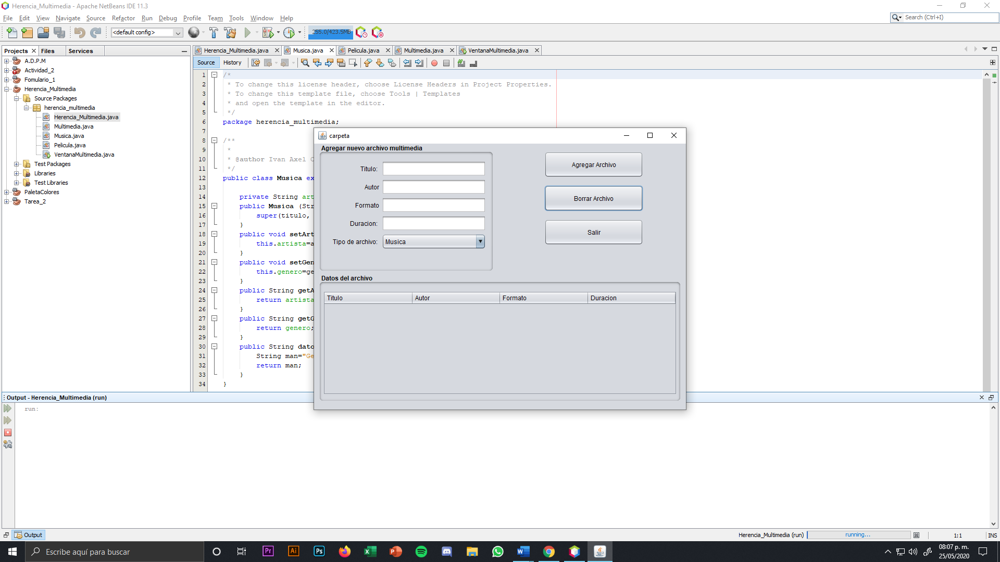 Herencia_Multimedia - Apache NetBeans IDE 11.3
File Edit View Navigate Source Refactor Run Debug Profile Team Tools Window Help
Search (Ctrl+I)
<default config>
255.0/423.5MB
Projects Files Services
Herencia_Multimedia.java Musica.java Pelicula.java Multimedia.java VentanaMultimedia.java
Source History
A.D.P.M
Actividad_2
Fomulario_1
Herencia_Multimedia
Source Packages
herencia_multimedia
Herencia_Multimedia.java
Multimedia.java
Musica.java
Pelicula.java
VentanaMultimedia.java
Test Packages
Libraries
Test Libraries
PaletaColores
Tarea_2
1 /*
2 * To change this license header, choose License Headers in Project Properties.
3 * To change this template file, choose Tools | Templates
4 * and open the template in the editor.
5 */
6 package herencia_multimedia;
7
8 /**
9 *
10 * @author Ivan Axel
11 */
12 public class Musica ex
13
14 private String art
15 public Musica (Str
16 super(titulo,
17 }
18 public void setArt
19 this.artista=a
20 }
21 public void setGen
22 this.genero=ge
23 }
24 public String getA
25 return artista
26 }
27 public String getG
28 return genero;
29 }
30 public String dato
31 String man="Ge
32 return man;
33 }
34 }
carpeta
Agregar nuevo archivo multimedia
Titulo:
Autor
Formato
Duracion:
Tipo de archivo: Musica
Agregar Archivo
Borrar Archivo
Salir
Datos del archivo
Titulo Autor Formato Duracion
Output - Herencia_Multimedia (run)
run:
Output
Herencia_Multimedia (run) running... 1:1 INS
Escribe aquí para buscar
Pr Ai Ps
08:07 p. m.
25/05/2020